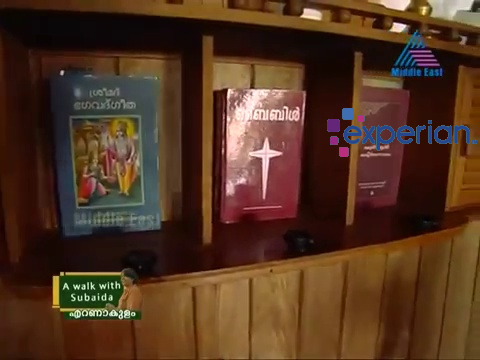 ശ്രീമദ്
ഭഗവദ്ഗീത
Middle East
ബൈബിൾ
Middle East
experian.
A walk with
Subaida
എറണാകുളം